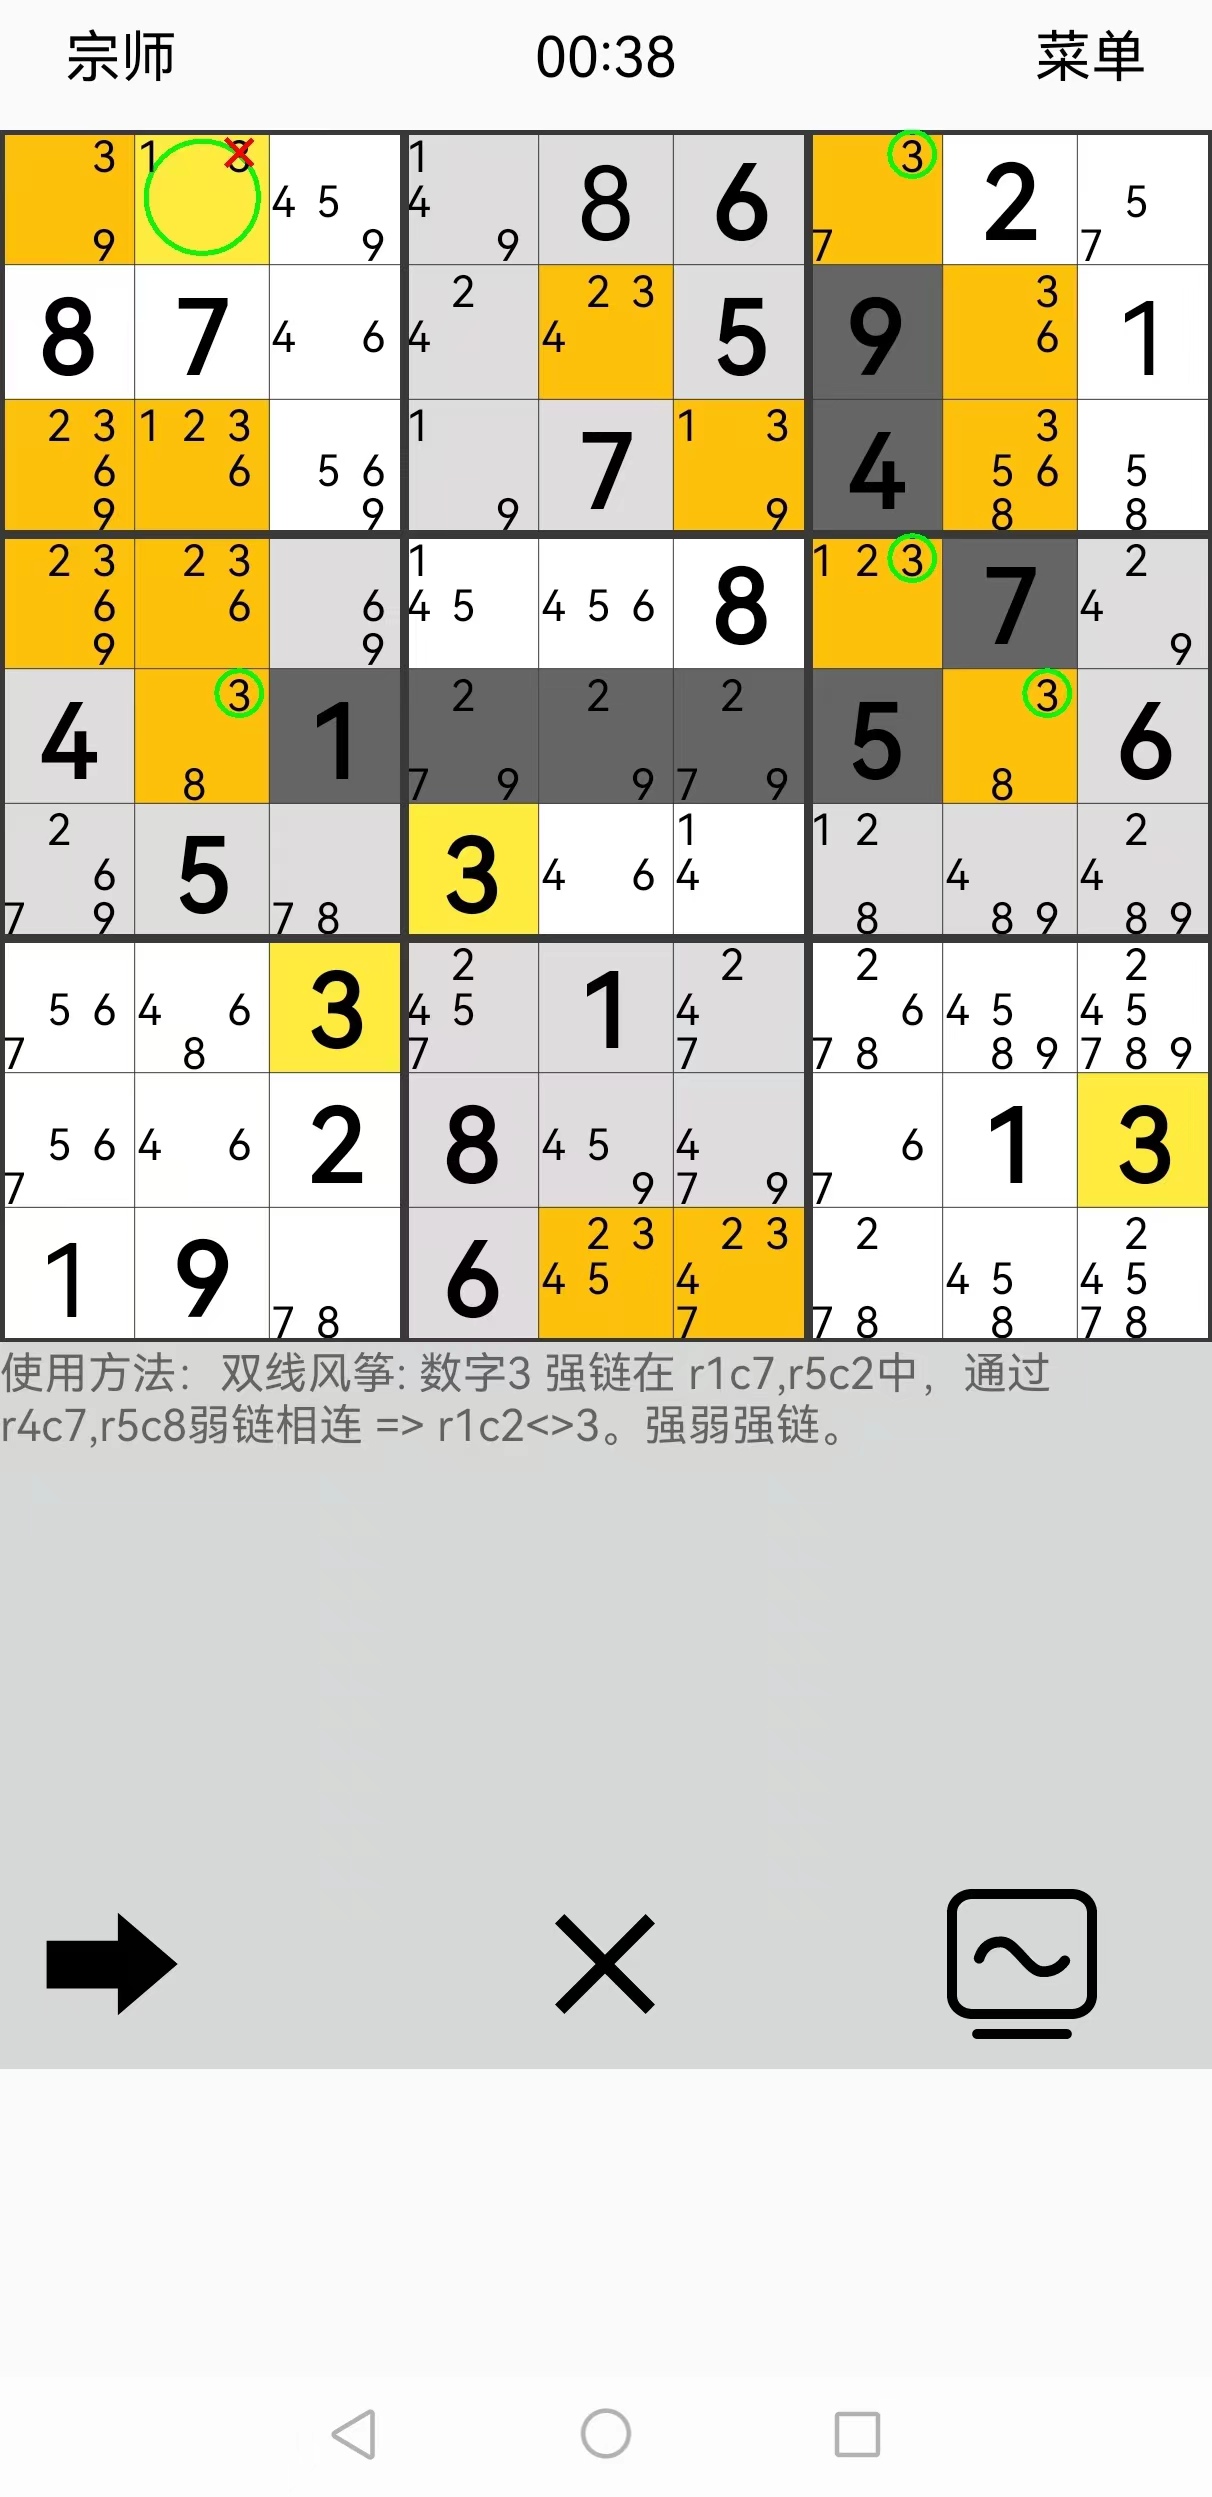 宗师 00:38 菜单
3 1 3 1 3 2
4 5 4 8 6 5
9 9 9 7 7
2 2 3 3
8 7 4 6 4 4 5 9 6 1
2 3 1 2 3 1 1 3 3
6 6 5 6 7 4 5 6 5
9 9 9 9 8 8
2 3 2 3 1 1 2 3 2
6 6 6 4 5 4 5 6 8 7 4
9 9 9
3 2 2 2 3
4 1 5 6
8 7 9 9 7 9 8
2 1 1 2 2
6 5 3 4 6 4 4 4
7 9 7 8 8 8 9 8 9
2 2 2 2
5 6 4 6 3 4 5 1 4 6 4 5 4 5
7 8 7 7 7 8 8 9 7 8 9
5 6 4 6 2 8 4 5 4 6 1 3
7 9 7 9 7
2 3 2 3 2 2
1 9 6 4 5 4 4 5 4 5
7 8 7 7 8 8 7 8
使用方法： 双线风筝: 数字3 强链在 r1c7,r5c2中， 通过
r4c7,r5c8弱链相连 => r1c2<>3。强弱强链。